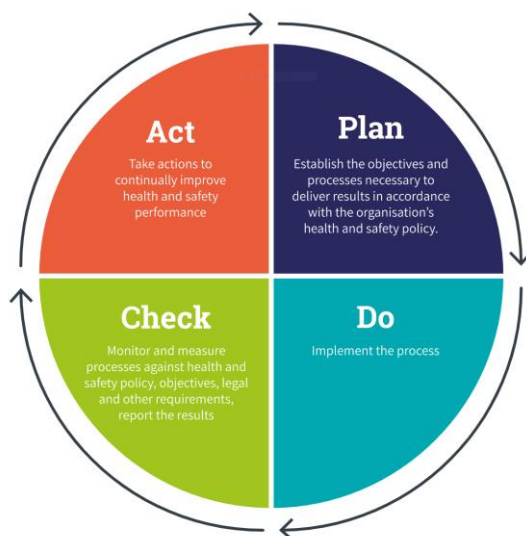 Act
Take actions to
continually improve
health and safety
performance
Plan
Establish the objectives and
processes necessary to
deliver results in accordance
with the organisation's
health and safety policy.
Check
Monitor and measure
processes against health and
safety policy, objectives, legal
and other requirements,
report the results
Do
Implement the process